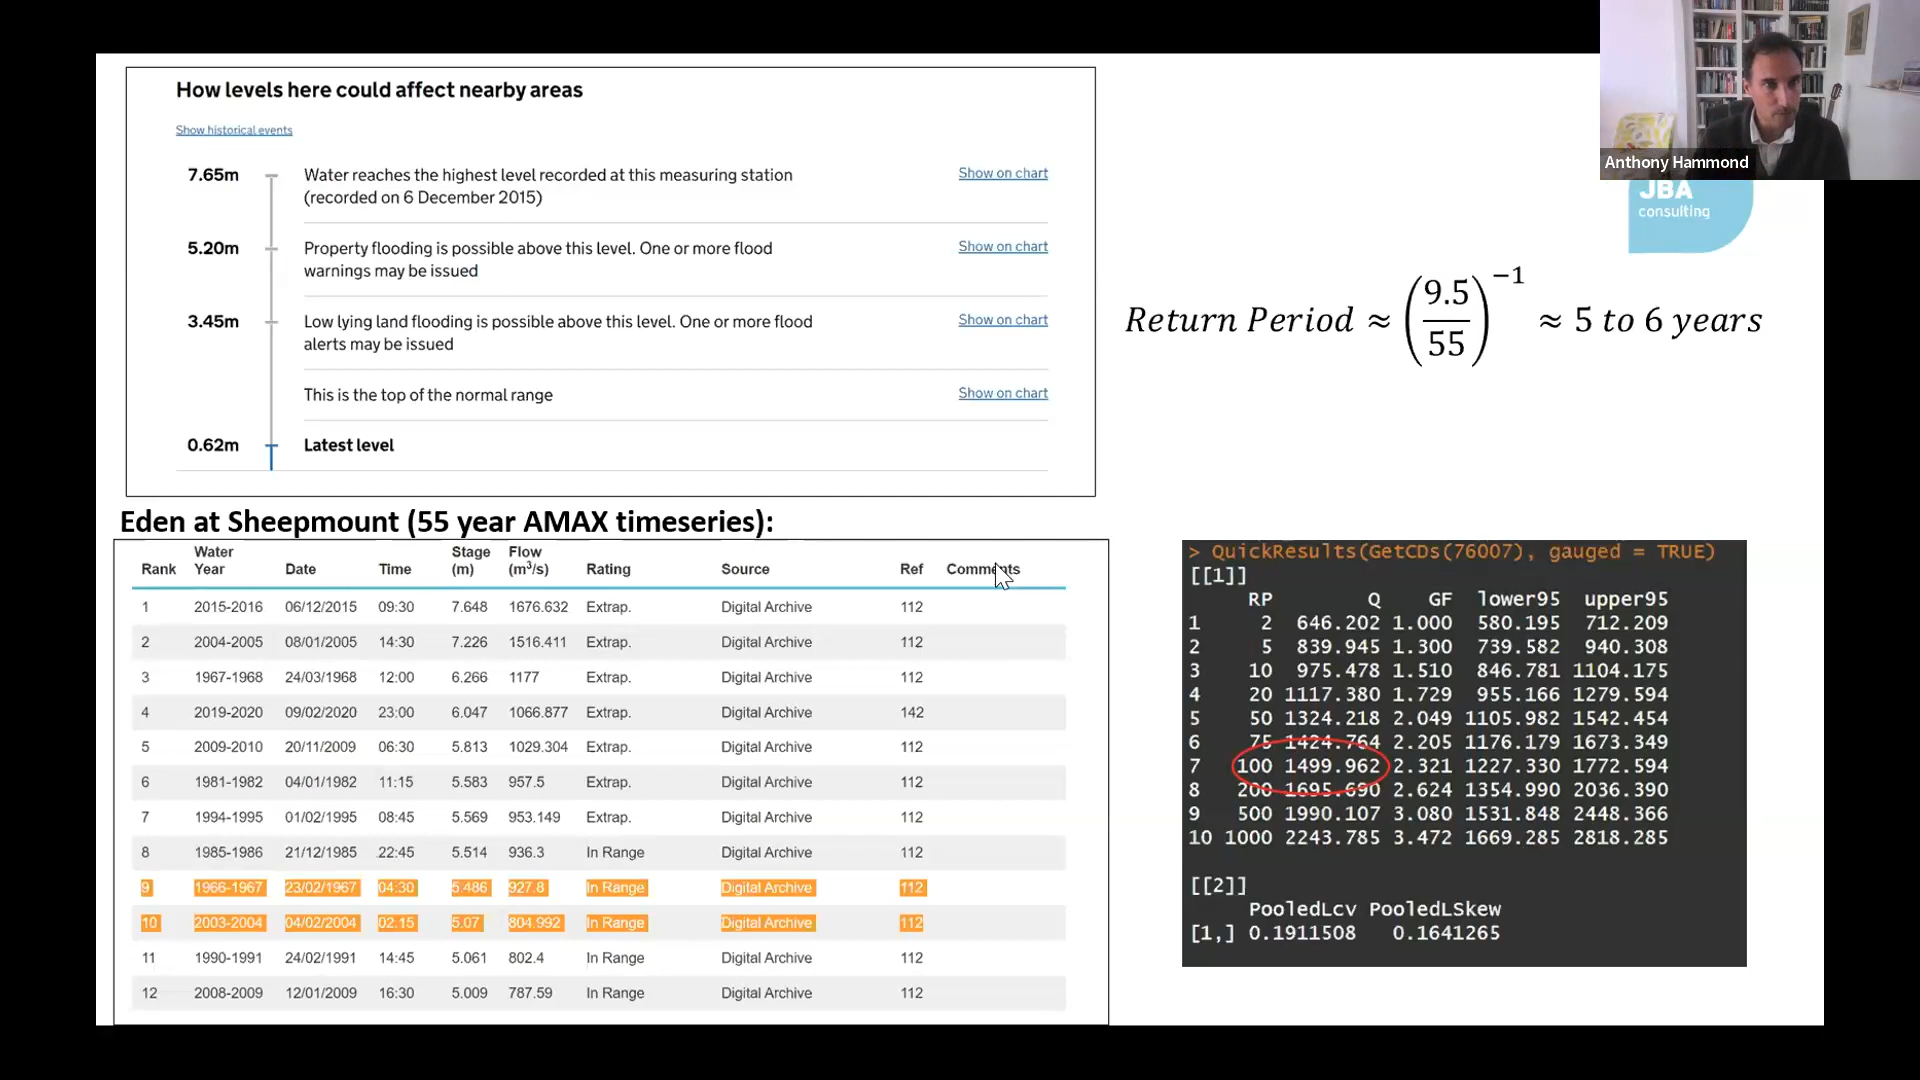 How levels here could affect nearby areas
Show historical events
7.65m Water reaches the highest level recorded at this measuring station Show on chart
(recorded on 6 December 2015)
5.20m Property flooding is possible above this level. One or more flood Show on chart
warnings may be issued
3.45m Low lying land flooding is possible above this level. One or more flood Show on chart
alerts may be issued
This is the top of the normal range Show on chart
0.62m Latest level
Anthony Hammond
JBA
consulting
Return Period ≈ (9.5/55)^−1 ≈ 5 to 6 years
Eden at Sheepmount (55 year AMAX timeseries):
Rank Water Year Date Time Stage (m) Flow (m³/s) Rating Source Ref Comments
1 2015-2016 06/12/2015 09:30 7.648 1676.632 Extrap. Digital Archive 112
2 2004-2005 08/01/2005 14:30 7.226 1516.411 Extrap. Digital Archive 112
3 1967-1968 24/03/1968 12:00 6.266 1177 Extrap. Digital Archive 112
4 2019-2020 09/02/2020 23:00 6.047 1066.877 Extrap. Digital Archive 142
5 2009-2010 20/11/2009 06:30 5.813 1029.304 Extrap. Digital Archive 112
6 1981-1982 04/01/1982 11:15 5.583 957.5 Extrap. Digital Archive 112
7 1994-1995 01/02/1995 08:45 5.569 953.149 Extrap. Digital Archive 112
8 1985-1986 21/12/1985 22:45 5.514 936.3 In Range Digital Archive 112
9 1966-1967 23/02/1967 04:30 5.486 927.8 In Range Digital Archive 112
10 2003-2004 04/02/2004 02:15 5.07 804.992 In Range Digital Archive 112
11 1990-1991 24/02/1991 14:45 5.061 802.4 In Range Digital Archive 112
12 2008-2009 12/01/2009 16:30 5.009 787.59 In Range Digital Archive 112
> QuickResults(GetCDs(76007), gauged = TRUE)
[[1]]
RP Q GF lower95 upper95
1 2 646.202 1.000 580.195 712.209
2 5 839.945 1.300 739.582 940.308
3 10 975.478 1.510 846.781 1104.175
4 20 1117.380 1.729 955.166 1279.594
5 50 1324.218 2.049 1105.982 1542.454
6 75 1424.764 2.205 1176.179 1673.349
7 100 1499.962 2.321 1227.330 1772.594
8 200 1695.690 2.624 1354.990 2036.390
9 500 1990.107 3.080 1531.848 2448.366
10 1000 2243.785 3.472 1669.285 2818.285
[[2]]
PooledLcv PooledLSkew
[1,] 0.1911508 0.1641265